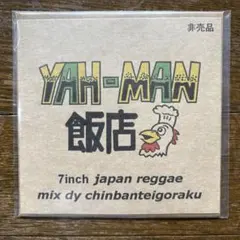 非売品
YAH-MAN
飯店
7inch japan reggae
mix dy chinbanteigoraku